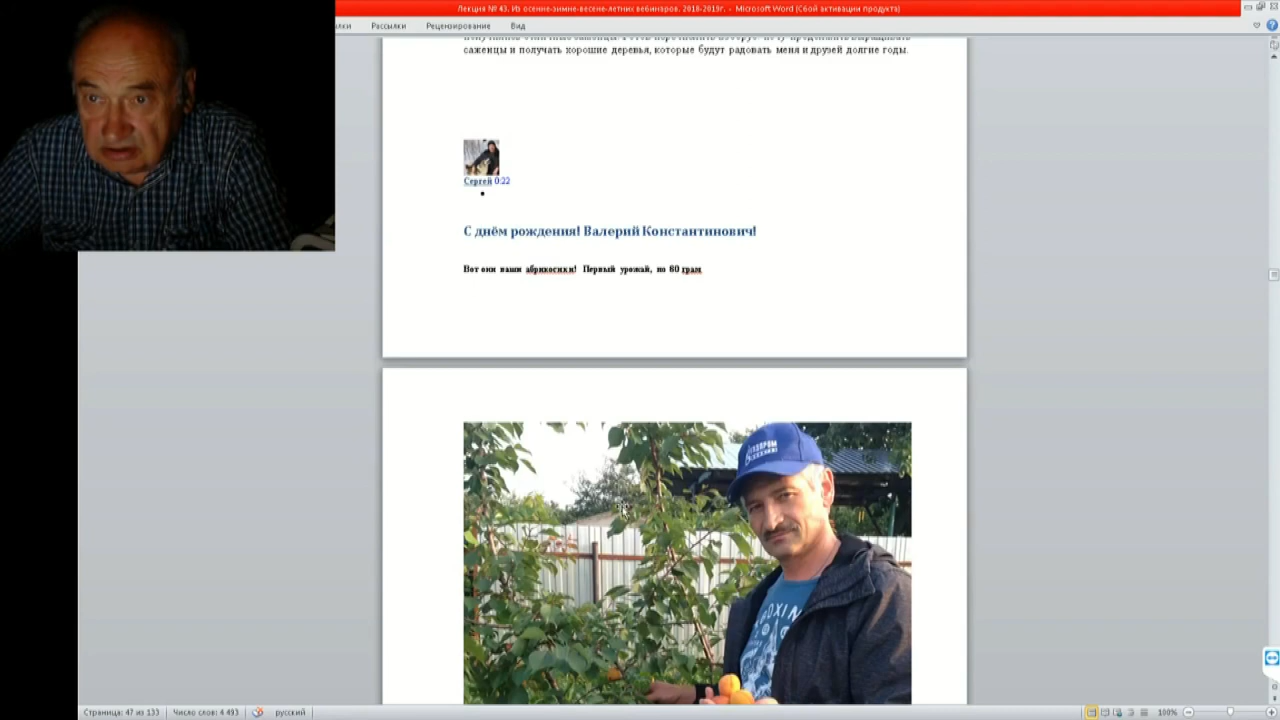 Лекция № 43. Из осенне-зимне-весене-летних вебинаров. 2018-2019г. - Microsoft Word (Сбой активации продукта)
лки Рассылки Рецензирование Вид
саженцы и получать хорошие деревья, которые будут радовать меня и друзей долгие годы.
Сергей 0:22
С днём рождения! Валерий Константинович!
Вот они ваши абрикосики! Первый урожай, по 80 грам
Страница: 47 из 133 Число слов: 4 493 русский 100%